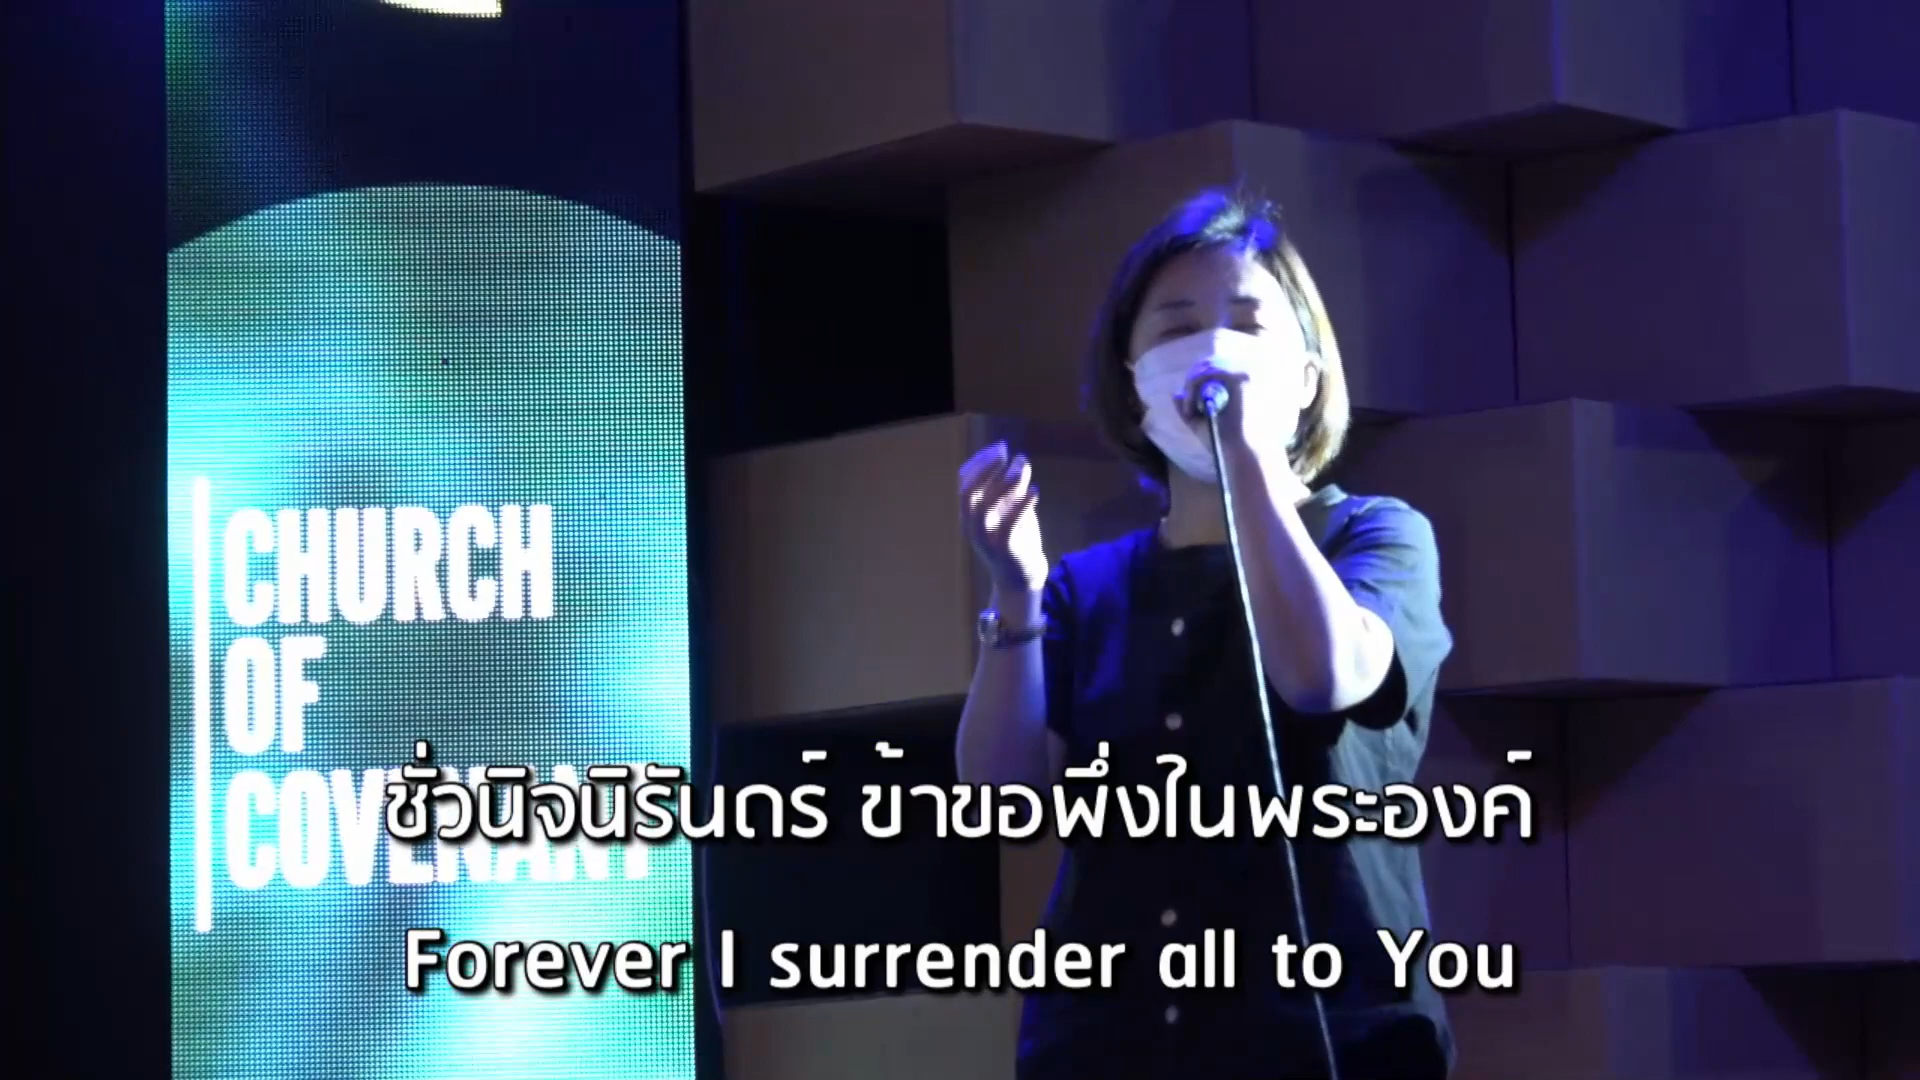 CHURCH
OF
COVENANT
ชั่วนิจนิรันดร์ ข้าขอพึ่งในพระองค์
Forever I surrender all to You